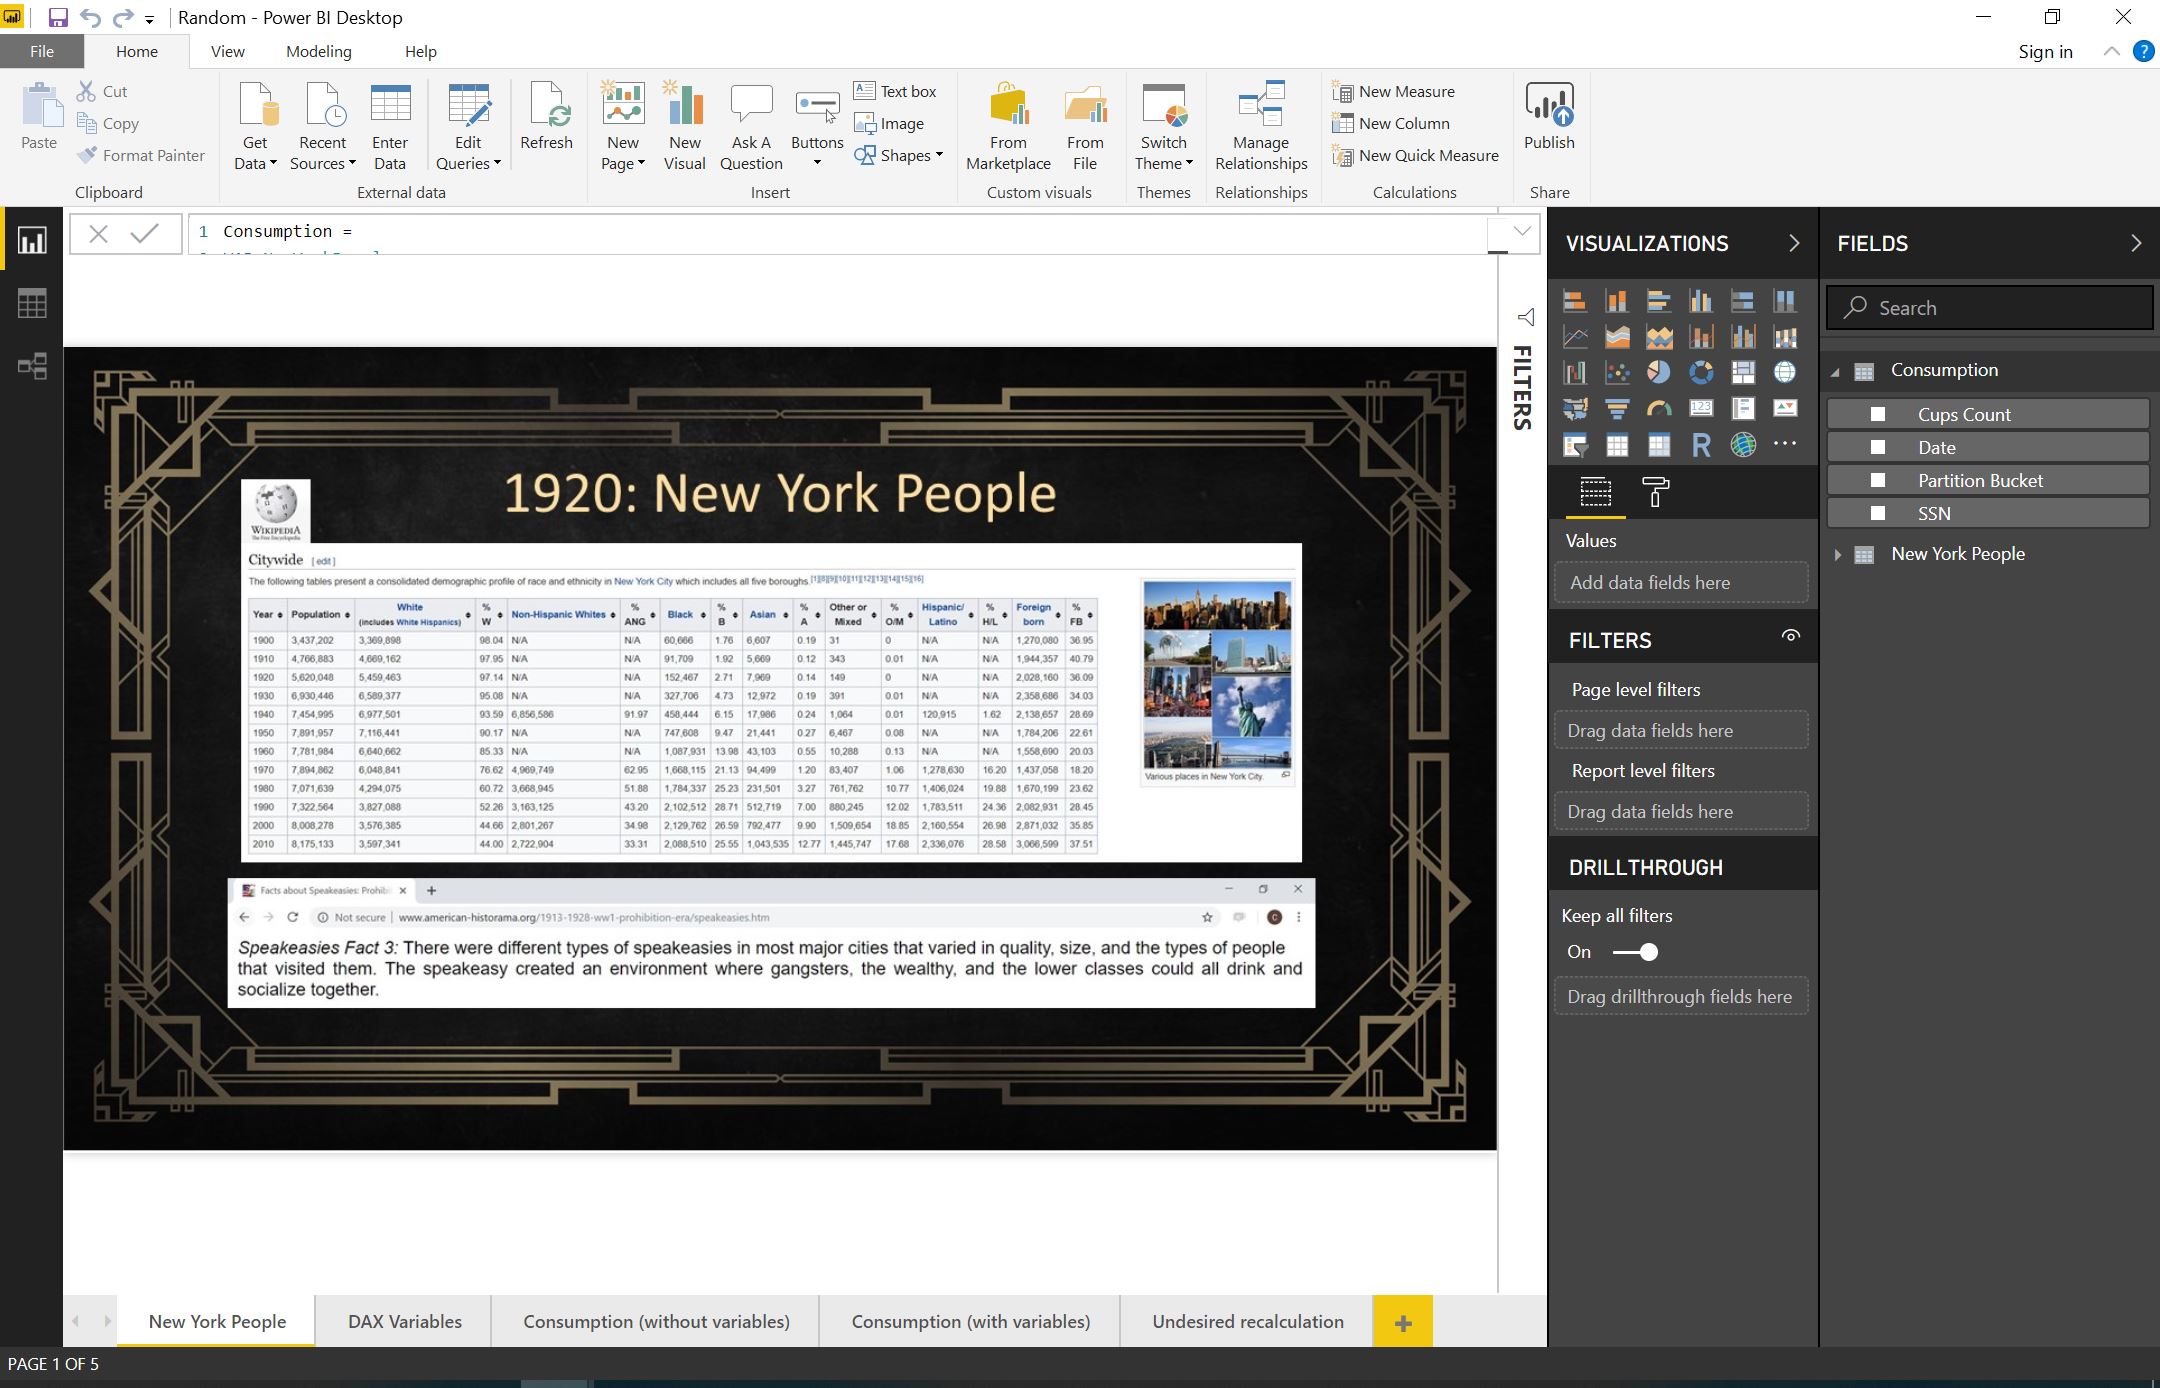 Random - Power BI Desktop
File Home View Modeling Help Sign in
Paste Cut Copy Format Painter
Clipboard
Get Data Recent Sources Enter Data Edit Queries Refresh
External data
New Page New Visual Ask A Question Buttons Text box Image Shapes
Insert
From Marketplace From File
Custom visuals
Switch Theme
Themes
Manage Relationships
Relationships
New Measure
New Column
New Quick Measure
Calculations
Publish
Share
1 Consumption =
1920: New York People
WIKIPEDIA
The Free Encyclopedia
Citywide [edit]
The following tables present a consolidated demographic profile of race and ethnicity in New York City which includes all five boroughs.[1][8][9][10][11][12][13][14][15][16]
Year Population White (includes White Hispanics) % W Non-Hispanic Whites % ANG Black % B Asian % A Other or Mixed % O/M Hispanic/ Latino % H/L Foreign born % FB
1900 3,437,202 3,369,898 98.04 N/A N/A 60,666 1.76 6,607 0.19 31 0 N/A N/A 1,270,080 36.95
1910 4,766,883 4,669,162 97.95 N/A N/A 91,709 1.92 5,669 0.12 343 0.01 N/A N/A 1,944,357 40.79
1920 5,620,048 5,459,463 97.14 N/A N/A 152,467 2.71 7,969 0.14 149 0 N/A N/A 2,028,160 36.09
1930 6,930,446 6,589,377 95.08 N/A N/A 327,706 4.73 12,972 0.19 391 0.01 N/A N/A 2,358,686 34.03
1940 7,454,995 6,977,501 93.59 6,856,586 91.97 458,444 6.15 17,986 0.24 1,064 0.01 120,915 1.62 2,138,657 28.69
1950 7,891,957 7,116,441 90.17 N/A N/A 747,608 9.47 21,441 0.27 6,467 0.08 N/A N/A 1,784,206 22.61
1960 7,781,984 6,640,662 85.33 N/A N/A 1,087,931 13.98 43,103 0.55 10,288 0.13 N/A N/A 1,558,690 20.03
1970 7,894,862 6,048,841 76.62 4,969,749 62.95 1,668,115 21.13 94,499 1.20 83,407 1.06 1,278,630 16.20 1,437,058 18.20
1980 7,071,639 4,294,075 60.72 3,668,945 51.88 1,784,337 25.23 231,501 3.27 761,762 10.77 1,406,024 19.88 1,670,199 23.62
1990 7,322,564 3,827,088 52.26 3,163,125 43.20 2,102,512 28.71 512,719 7.00 880,245 12.02 1,783,511 24.36 2,082,931 28.45
2000 8,008,278 3,576,385 44.66 2,801,267 34.98 2,129,762 26.59 792,477 9.90 1,509,654 18.85 2,160,554 26.98 2,871,032 35.85
2010 8,175,133 3,597,341 44.00 2,722,904 33.31 2,088,510 25.55 1,043,535 12.77 1,445,747 17.68 2,336,076 28.58 3,066,599 37.51
Various places in New York City.
Facts about Speakeasies: Prohib
Not secure | www.american-historama.org/1913-1928-ww1-prohibition-era/speakeasies.htm
Speakeasies Fact 3: There were different types of speakeasies in most major cities that varied in quality, size, and the types of people
that visited them. The speakeasy created an environment where gangsters, the wealthy, and the lower classes could all drink and
socialize together.
FILTERS
VISUALIZATIONS
123
R
Values
Add data fields here
FILTERS
Page level filters
Drag data fields here
Report level filters
Drag data fields here
DRILLTHROUGH
Keep all filters
On
Drag drillthrough fields here
FIELDS
Search
Consumption
Cups Count
Date
Partition Bucket
SSN
New York People
New York People DAX Variables Consumption (without variables) Consumption (with variables) Undesired recalculation +
PAGE 1 OF 5